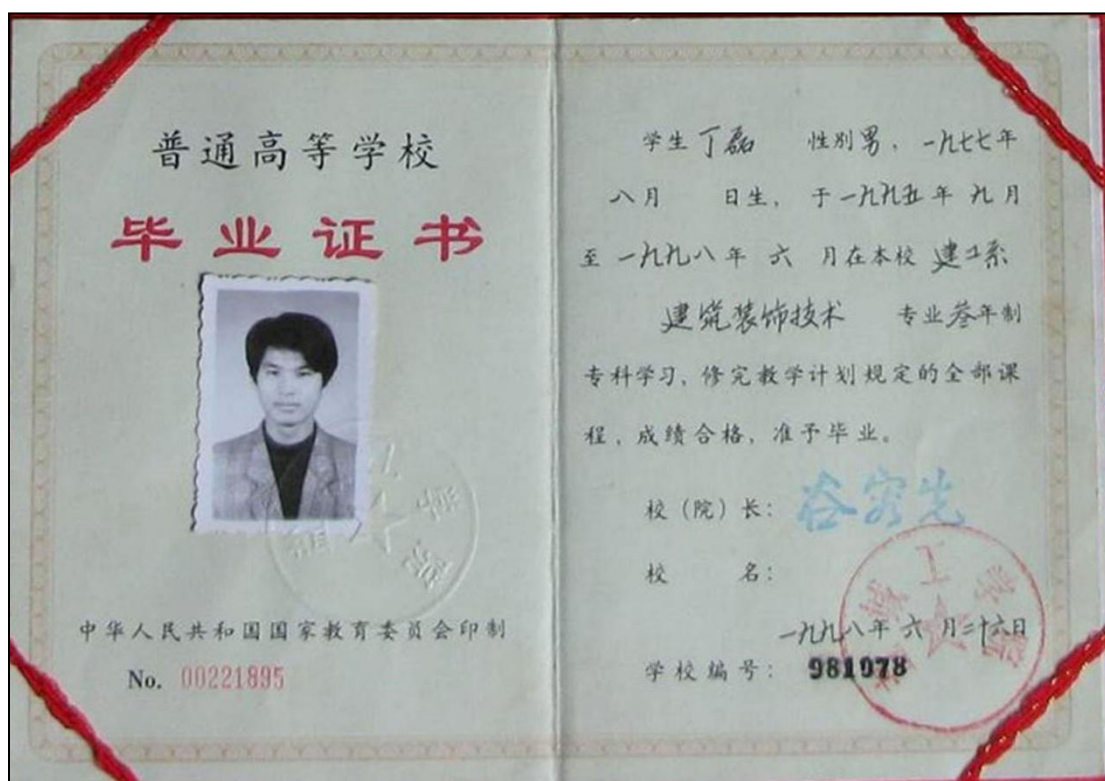 普通高等学校
毕业证书
中华人民共和国国家教育委员会印制
No. 00221895
学生丁磊 性别男，一九七七年
八月 日生，于一九九五年九月
至一九九八年六月在本校建工系
建筑装饰技术 专业叁年制
专科学习，修完教学计划规定的全部课
程，成绩合格，准予毕业。
校（院）长：
校 名：
一九九八年六月二十六日
学校编号：981078